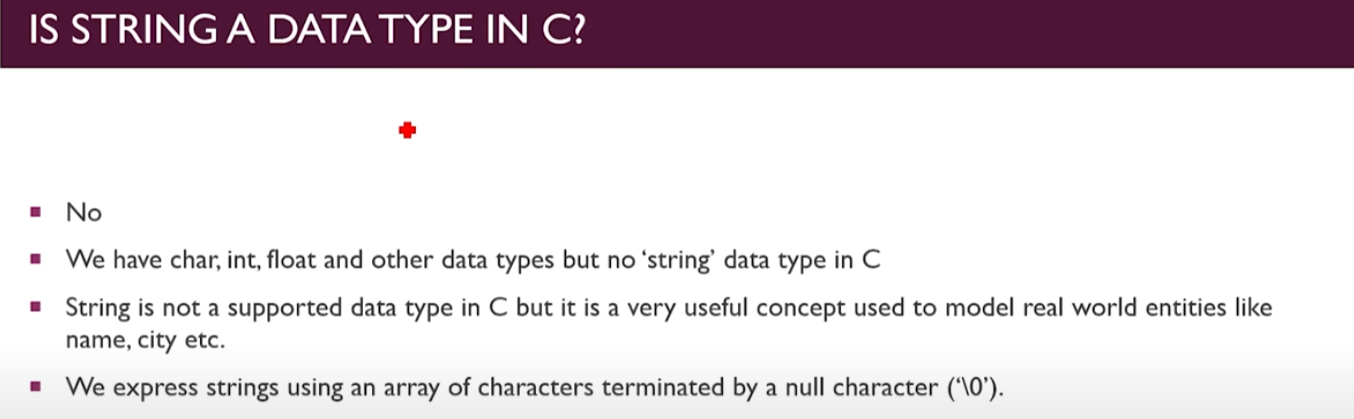 IS STRING A DATA TYPE IN C?
No
We have char, int, float and other data types but no ‘string’ data type in C
String is not a supported data type in C but it is a very useful concept used to model real world entities like
name, city etc.
We express strings using an array of characters terminated by a null character (‘\0’).